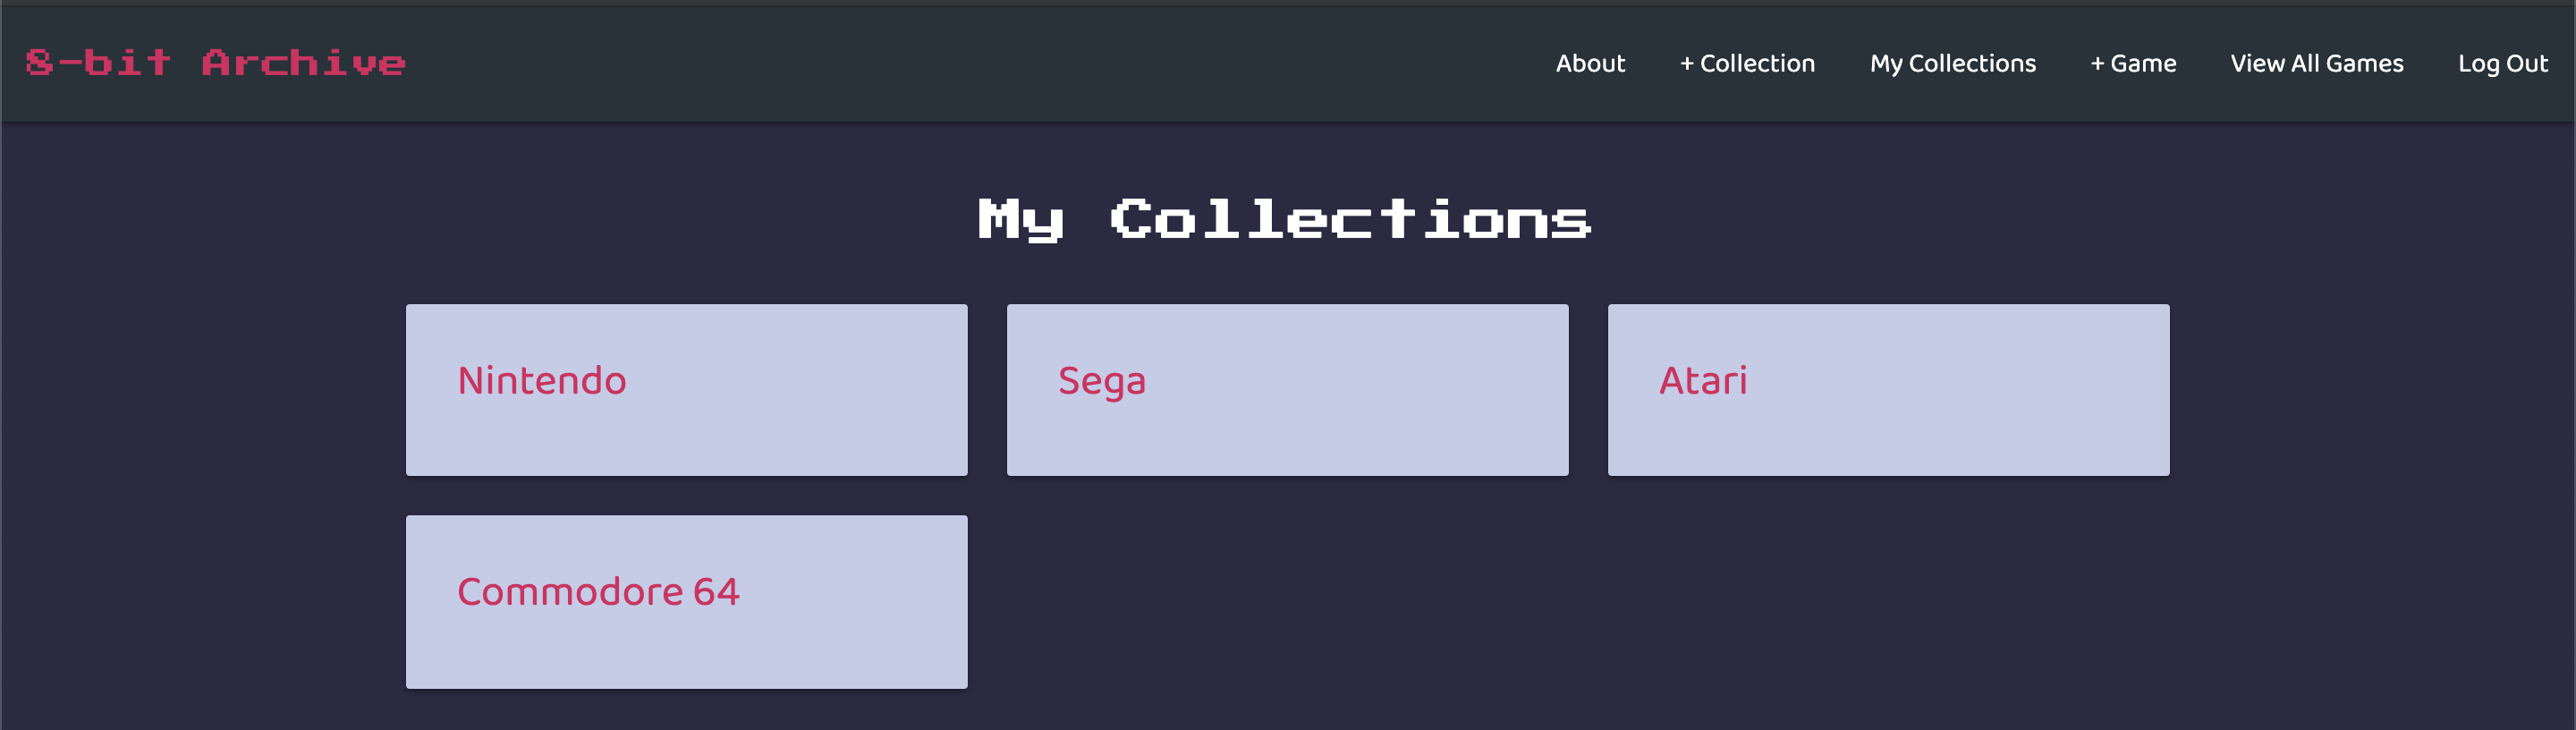 8-bit Archive About + Collection My Collections + Game View All Games Log Out
My Collections
Nintendo Sega Atari
Commodore 64